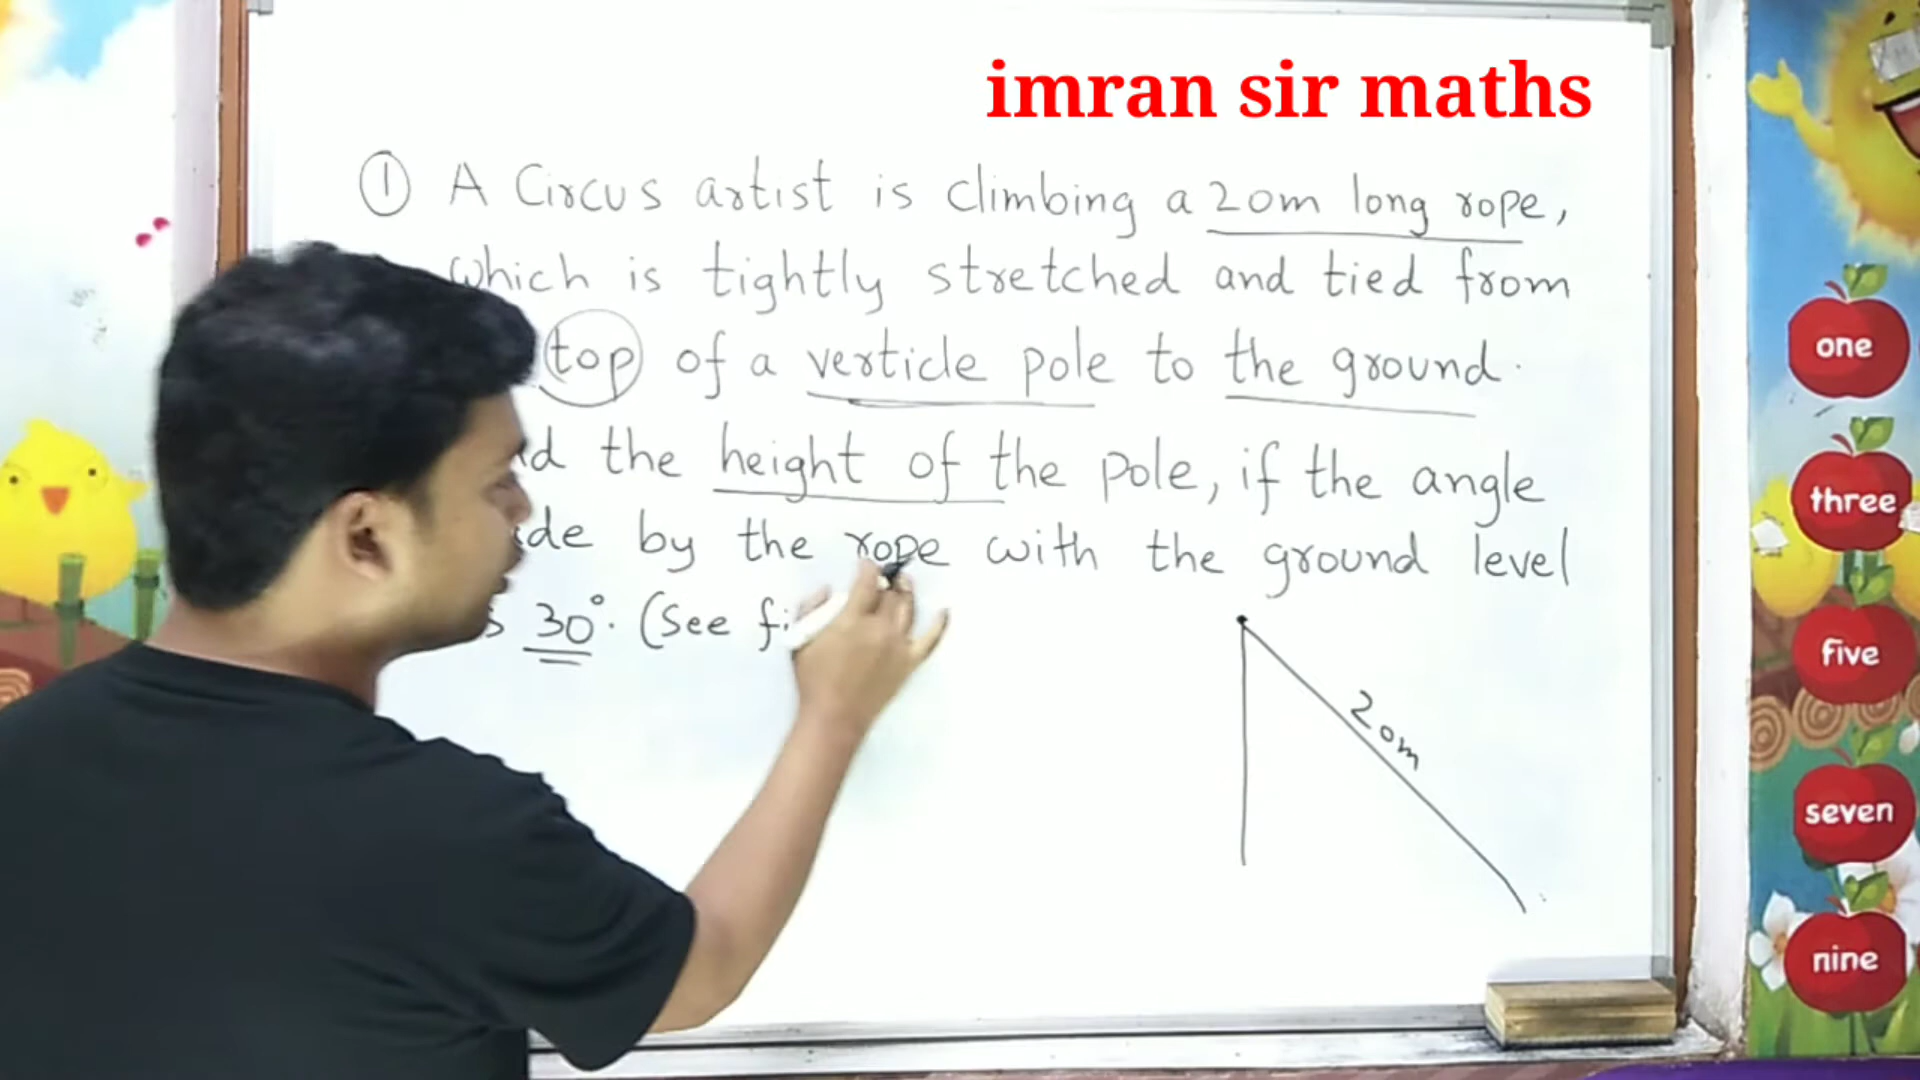 imran sir maths
① A Circus artist is climbing a 20m long rope,
which is tightly stretched and tied from
top of a verticle pole to the ground.
the height of the pole, if the angle
by the rope with the ground level
30°. (See
20m
one
three
five
seven
nine